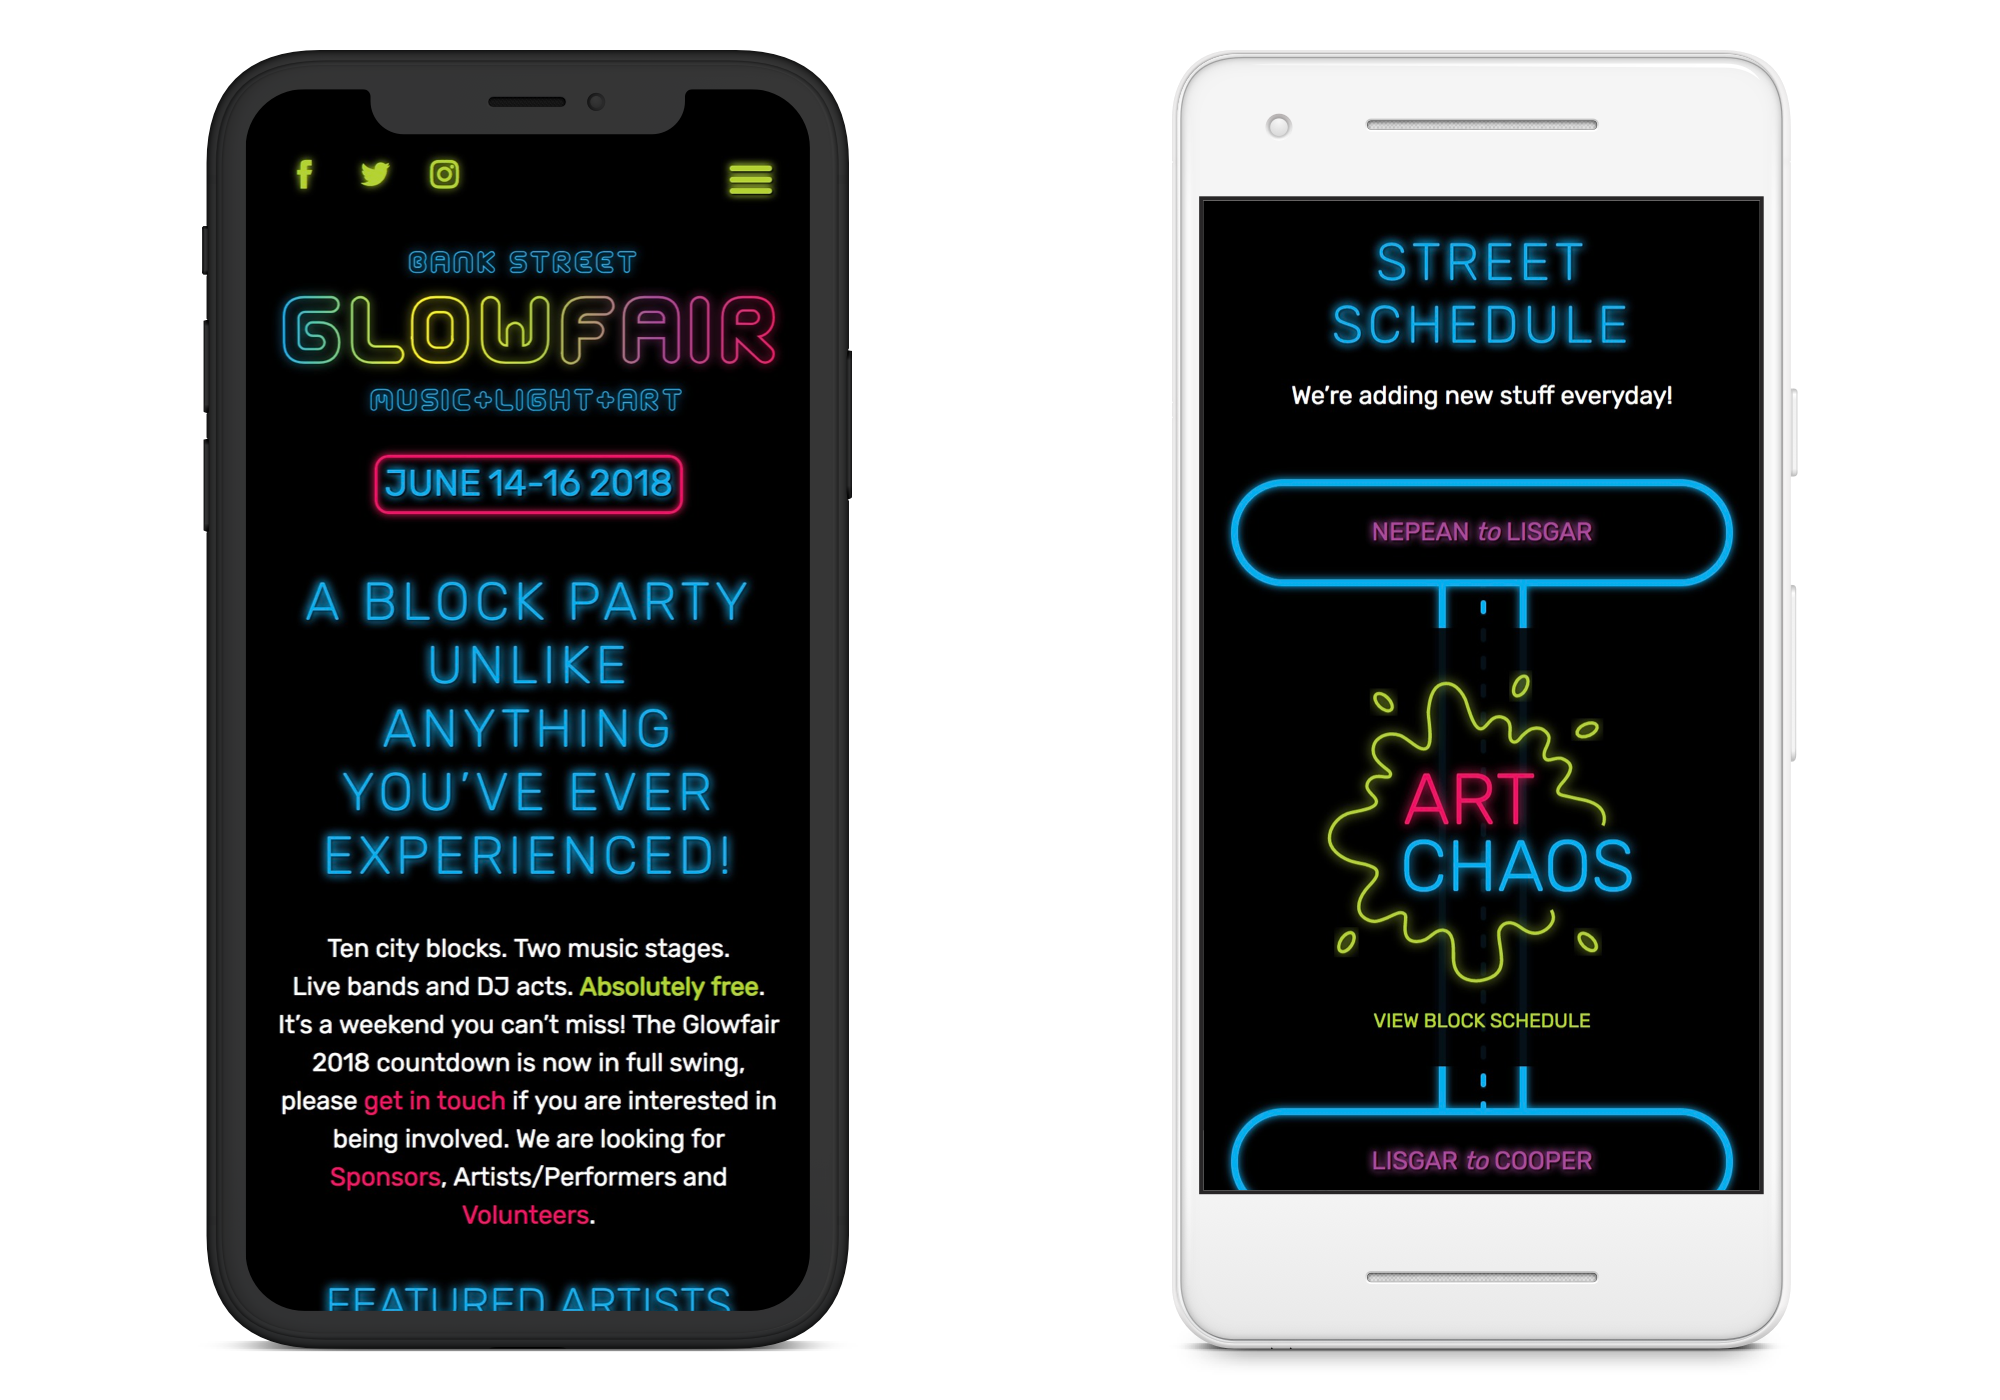 BANK STREET
GLOWFAIR
MUSIC+LIGHT+ART
JUNE 14-16 2018
A BLOCK PARTY
UNLIKE
ANYTHING
YOU’VE EVER
EXPERIENCED!
Ten city blocks. Two music stages.
Live bands and DJ acts. Absolutely free.
It’s a weekend you can’t miss! The Glowfair
2018 countdown is now in full swing,
please get in touch if you are interested in
being involved. We are looking for
Sponsors, Artists/Performers and
Volunteers.
FEATURED ARTISTS
STREET
SCHEDULE
We’re adding new stuff everyday!
NEPEAN to LISGAR
ART
CHAOS
VIEW BLOCK SCHEDULE
LISGAR to COOPER